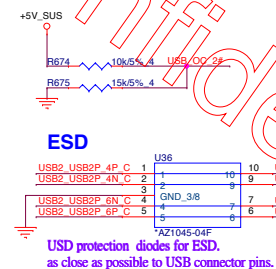 +5V_SUS
R674 10k/5%_4 USB_OC_2#
R675 15k/5%_4
ESD
U36
USB2_USB2P_4P_C 1 1 10 10
USB2_USB2P_4N_C 2 2 9 9
3 GND_3/8
USB2_USB2P_6N_C 4 4 7 7
USB2_USB2P_6P_C 5 5 6 6
*AZ1045-04F
USD protection diodes for ESD.
as close as possible to USB connector pins.